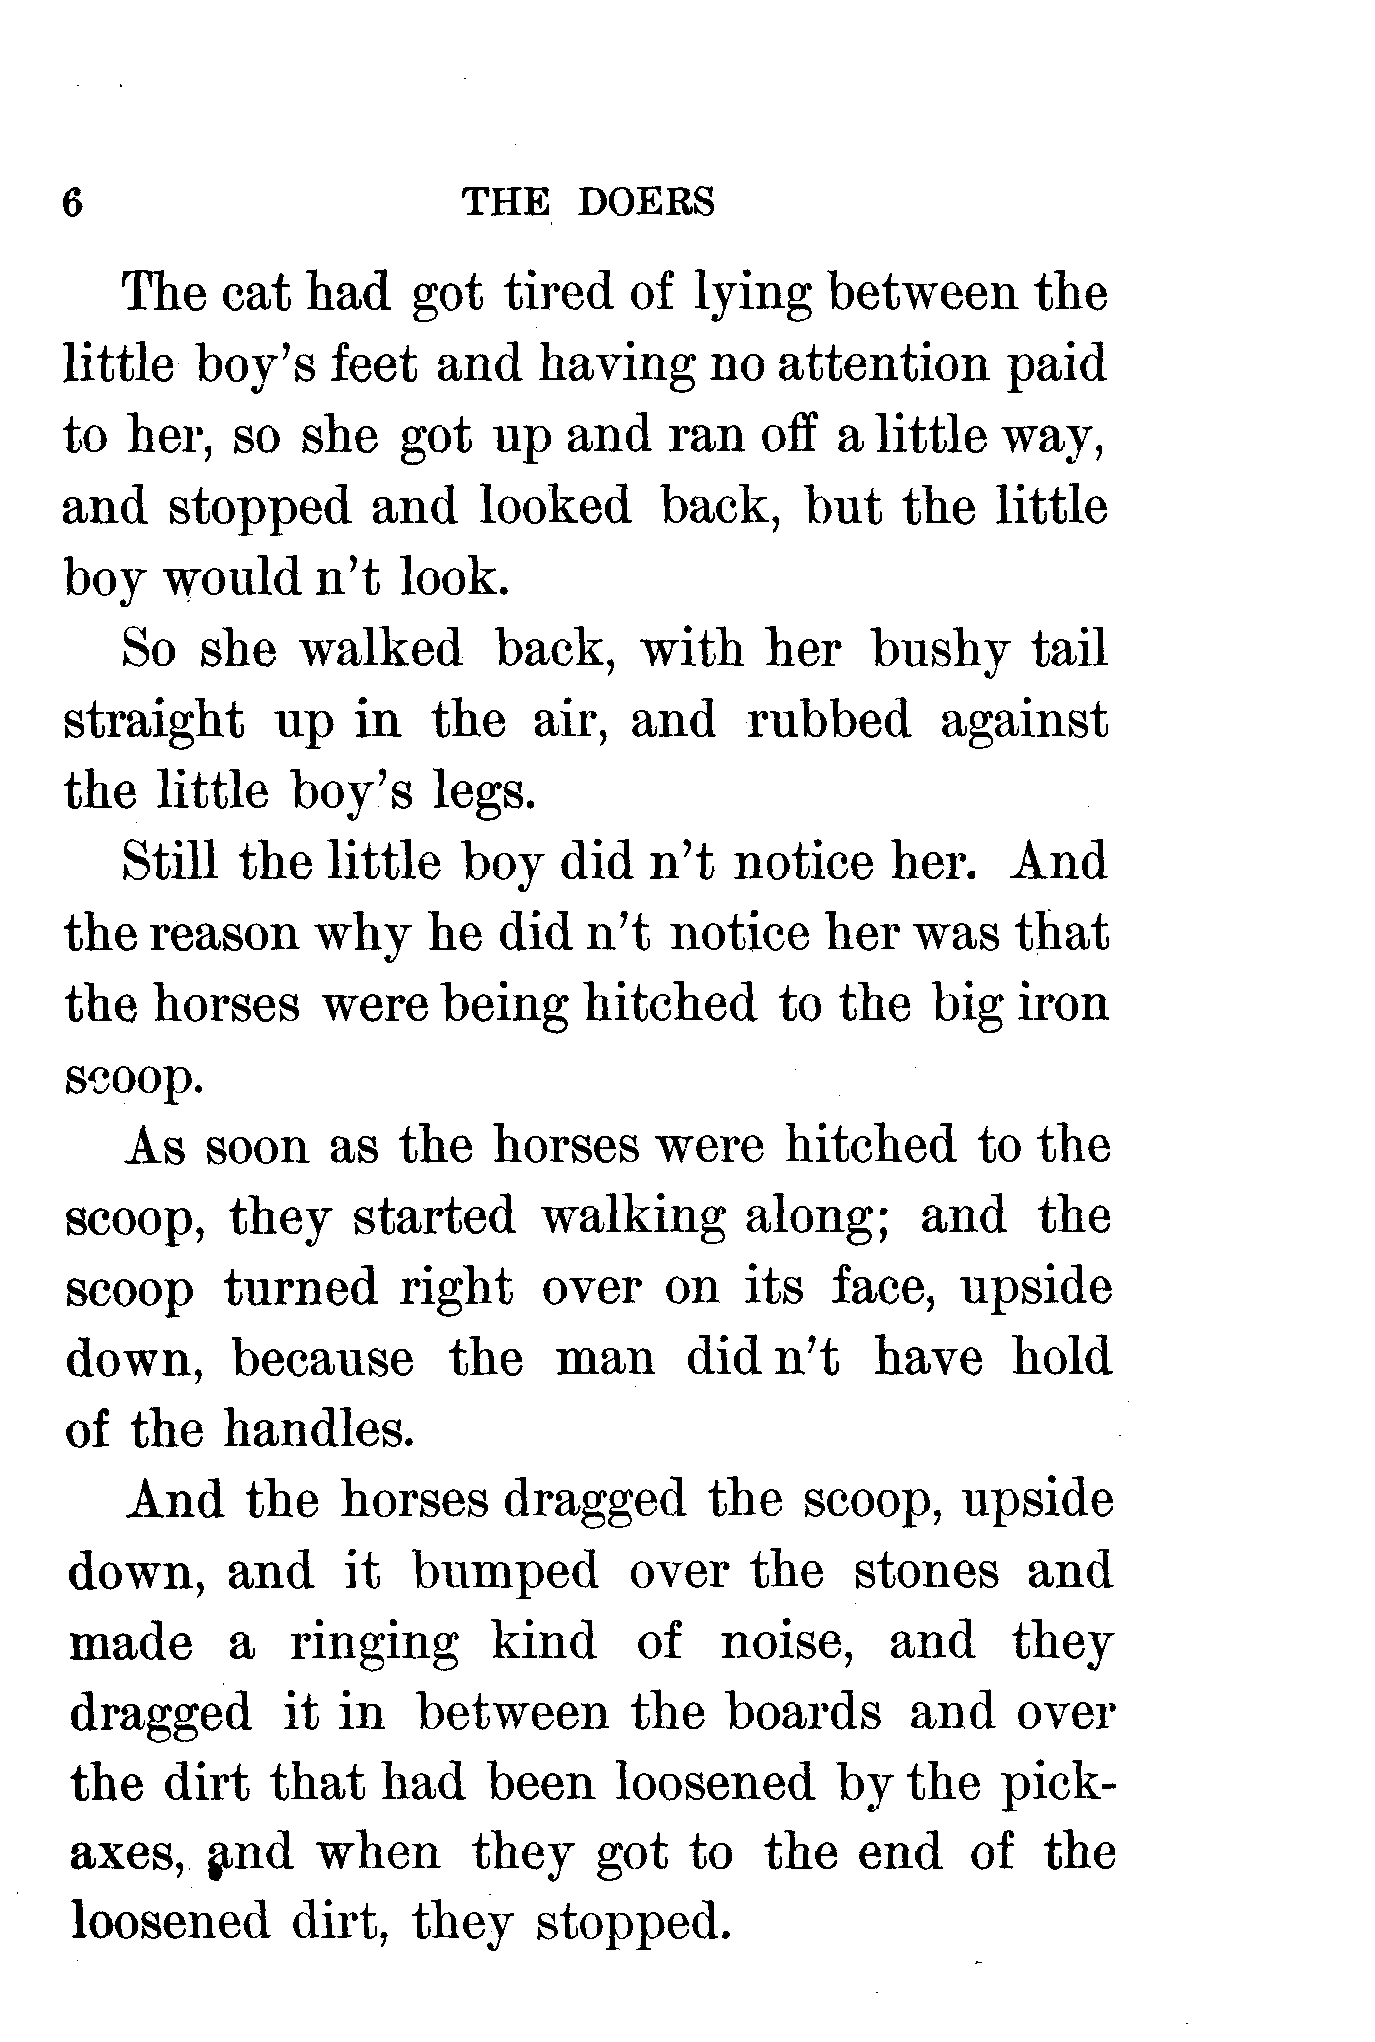 6 THE DOERS
The cat had got tired of lying between the
little boy's feet and having no attention paid
to her, so she got up and ran off a little way,
and stopped and looked back, but the little
boy would n't look.
So she walked back, with her bushy tail
straight up in the air, and rubbed against
the little boy's legs.
Still the little boy did n't notice her. And
the reason why he did n't notice her was that
the horses were being hitched to the big iron
scoop.
As soon as the horses were hitched to the
scoop, they started walking along; and the
scoop turned right over on its face, upside
down, because the man did n't have hold
of the handles.
And the horses dragged the scoop, upside
down, and it bumped over the stones and
made a ringing kind of noise, and they
dragged it in between the boards and over
the dirt that had been loosened by the pick-
axes, and when they got to the end of the
loosened dirt, they stopped.